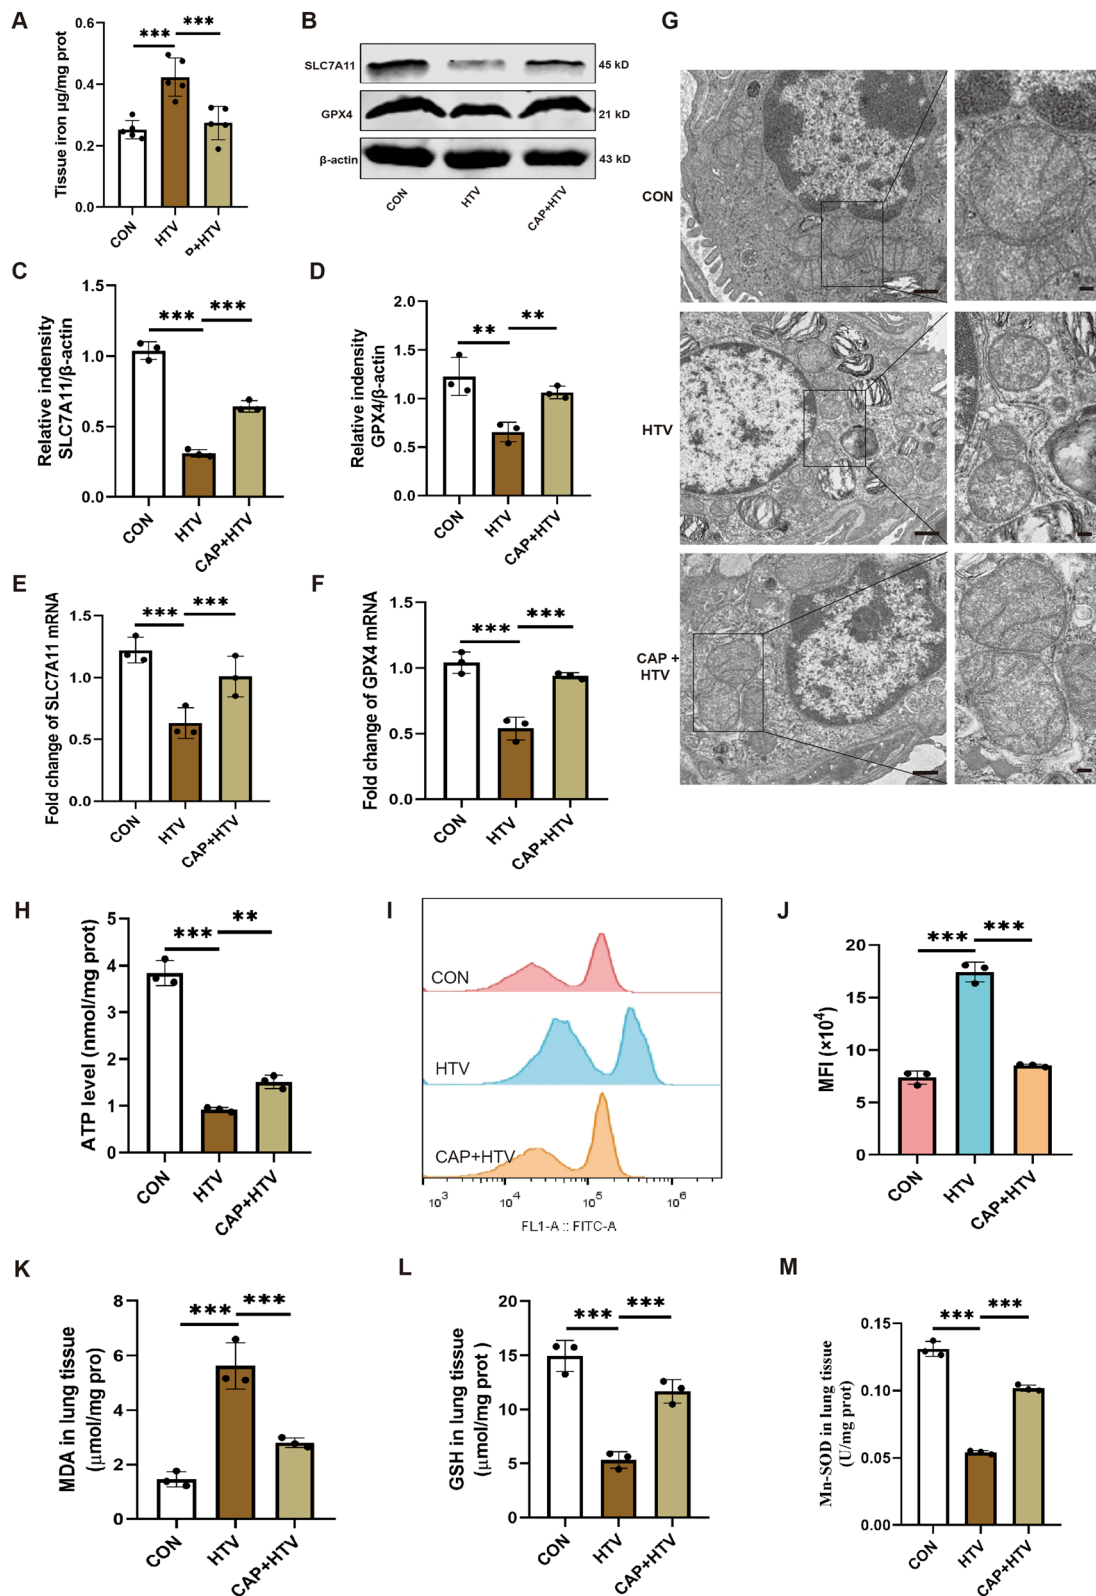 A
Tissue iron μg/mg prot
0.6
0.4
0.2
0.0
***
***
CON
HTV
P+HTV
B
SLC7A11
45 kD
GPX4
21 kD
β-actin
43 kD
CON
HTV
CAP+HTV
C
Relative indensity
SLC7A11/β-actin
1.5
1.0
0.5
0.0
***
***
CON
HTV
CAP+HTV
D
Relative indensity
GPX4/β-actin
2.0
1.5
1.0
0.5
0.0
**
**
CON
HTV
CAP+HTV
E
Fold change of SLC7A11 mRNA
1.5
1.0
0.5
0.0
***
***
CON
HTV
CAP+HTV
F
Fold change of GPX4 mRNA
1.5
1.0
0.5
0.0
***
***
CON
HTV
CAP+HTV
G
CON
HTV
CAP +
HTV
H
ATP level (nmol/mg prot)
5
4
3
2
1
0
***
**
CON
HTV
CAP+HTV
I
CON
HTV
CAP+HTV
10³
10⁴
10⁵
10⁶
FL1-A :: FITC-A
J
MFI (×10⁴)
20
15
10
5
0
***
***
CON
HTV
CAP+HTV
K
MDA in lung tissue
(μmol/mg pro)
8
6
4
2
0
***
***
CON
HTV
CAP+HTV
L
GSH in lung tissue
(μmol/mg prot )
20
15
10
5
0
***
***
CON
HTV
CAP+HTV
M
Mn-SOD in lung tissue
(U/mg prot)
0.15
0.10
0.05
0.00
***
***
CON
HTV
CAP+HTV